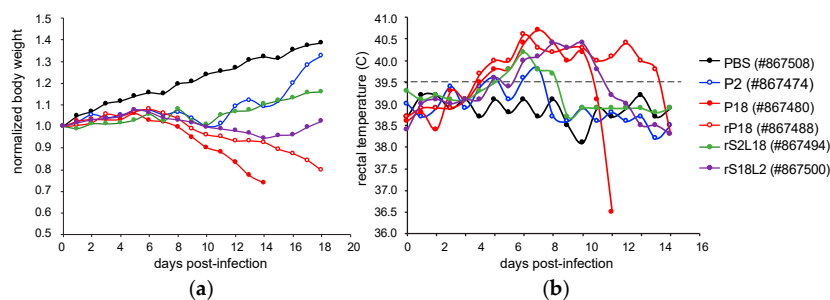 normalized body weight
1.5
1.4
1.3
1.2
1.1
1.0
0.9
0.8
0.7
0.6
0.5
0 2 4 6 8 10 12 14 16 18 20
days post-infection
(a)
rectal temperature (C)
41.0
40.5
40.0
39.5
39.0
38.5
38.0
37.5
37.0
36.5
36.0
0 2 4 6 8 10 12 14 16
days post-infection
(b)
PBS (#867508)
P2 (#867474)
P18 (#867480)
rP18 (#867488)
rS2L18 (#867494)
rS18L2 (#867500)